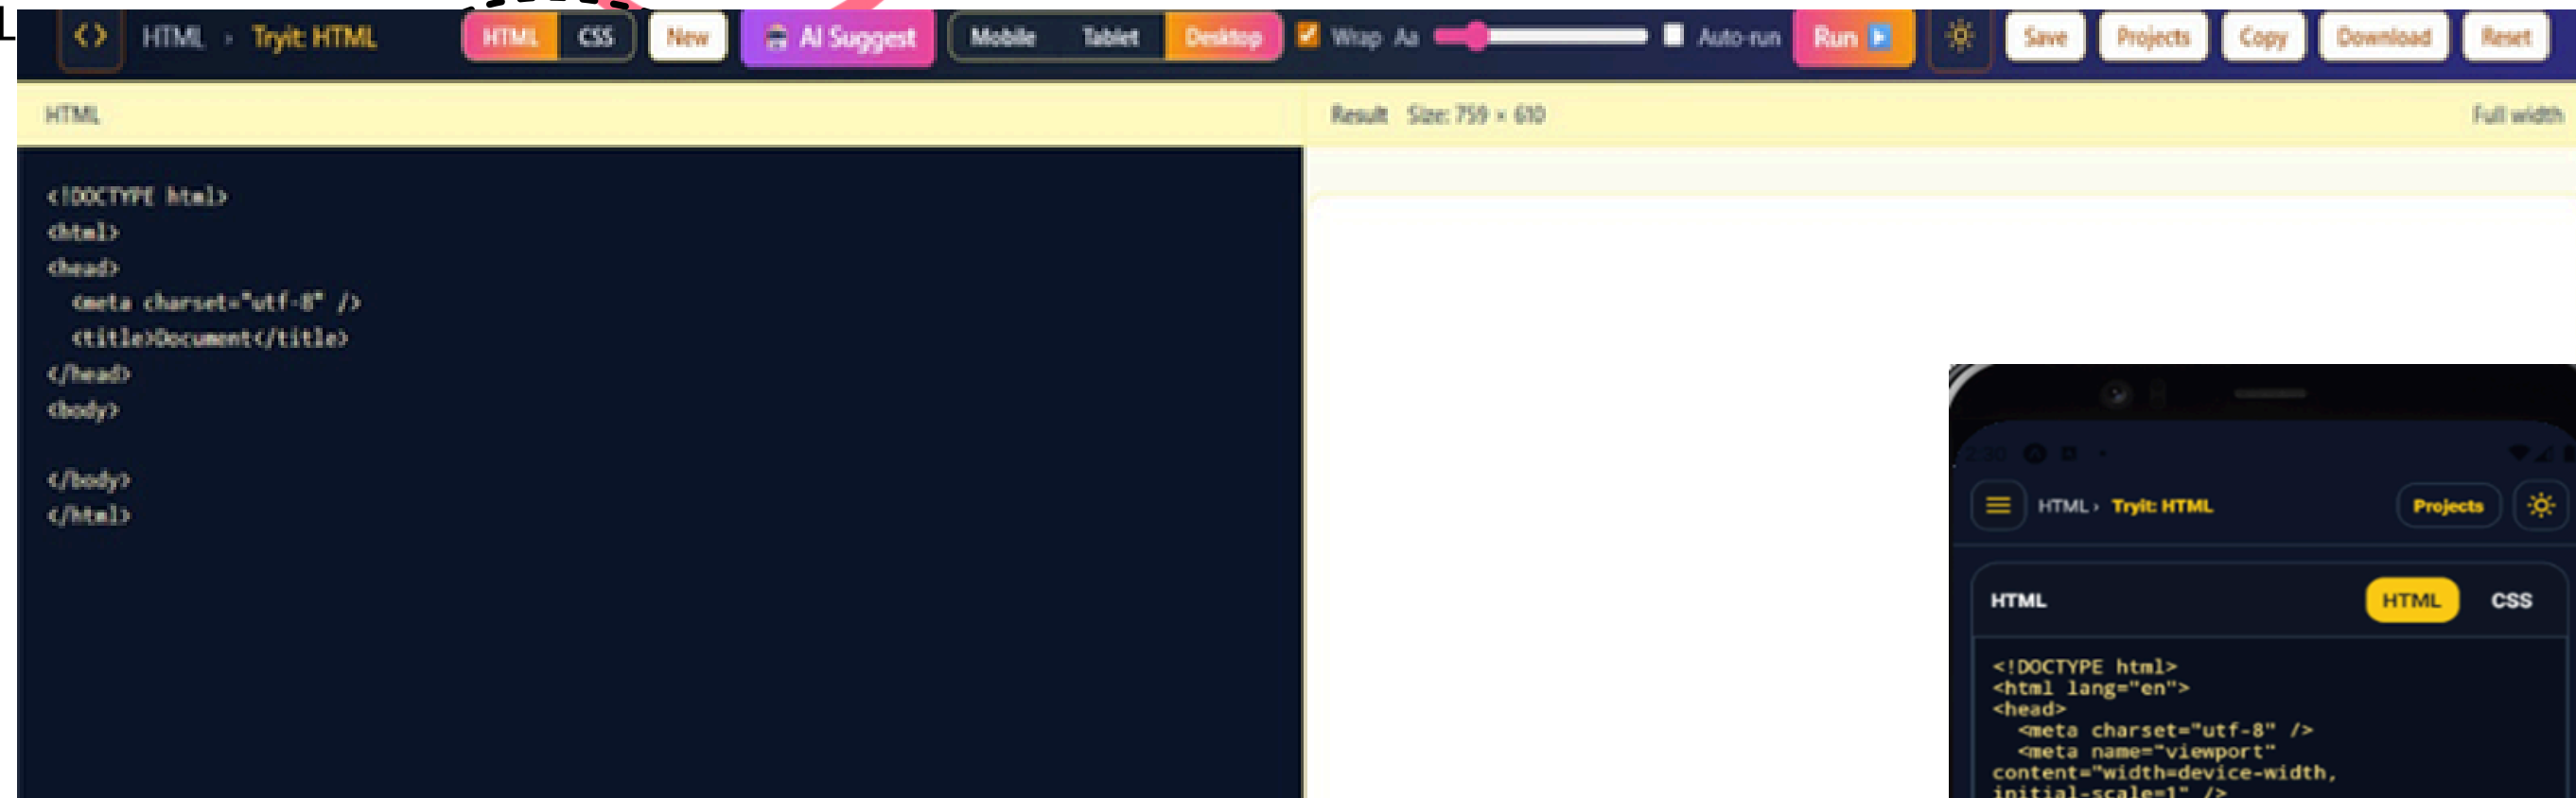 L
<> HTML › Tryit: HTML HTML CSS New AI Suggest Mobile Tablet Desktop Wrap Aa Auto-run Run Save Projects Copy Download Reset
HTML
Result Size: 759 × 610 Full width
<!DOCTYPE html>
<html>
<head>
<meta charset="utf-8" />
<title>Document</title>
</head>
<body>
</body>
</html>
2:30
HTML › Tryit: HTML Projects
HTML HTML CSS
<!DOCTYPE html>
<html lang="en">
<head>
<meta charset="utf-8" />
<meta name="viewport"
content="width=device-width,
initial-scale=1" />